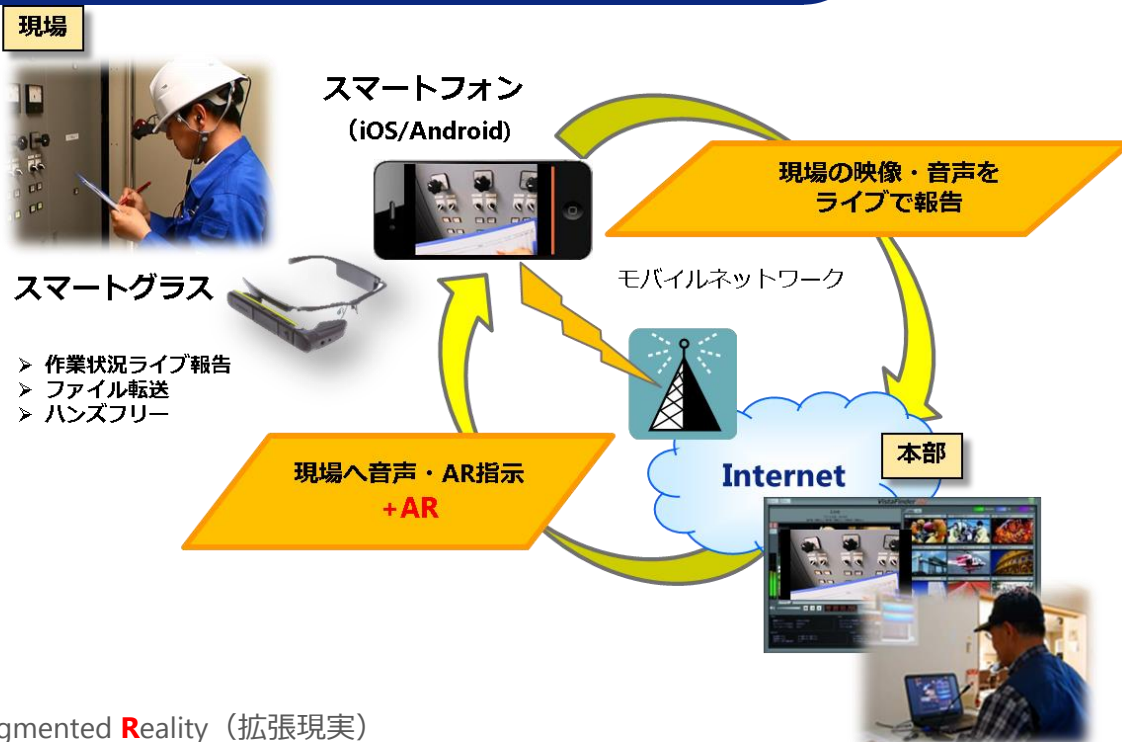 現場
スマートフォン
（iOS/Android)
現場の映像・音声を
ライブで報告
モバイルネットワーク
スマートグラス
➢ 作業状況ライブ報告
➢ ファイル転送
➢ ハンズフリー
現場へ音声・AR指示
+AR
Internet
本部
VistaFinder
gmented Reality（拡張現実）